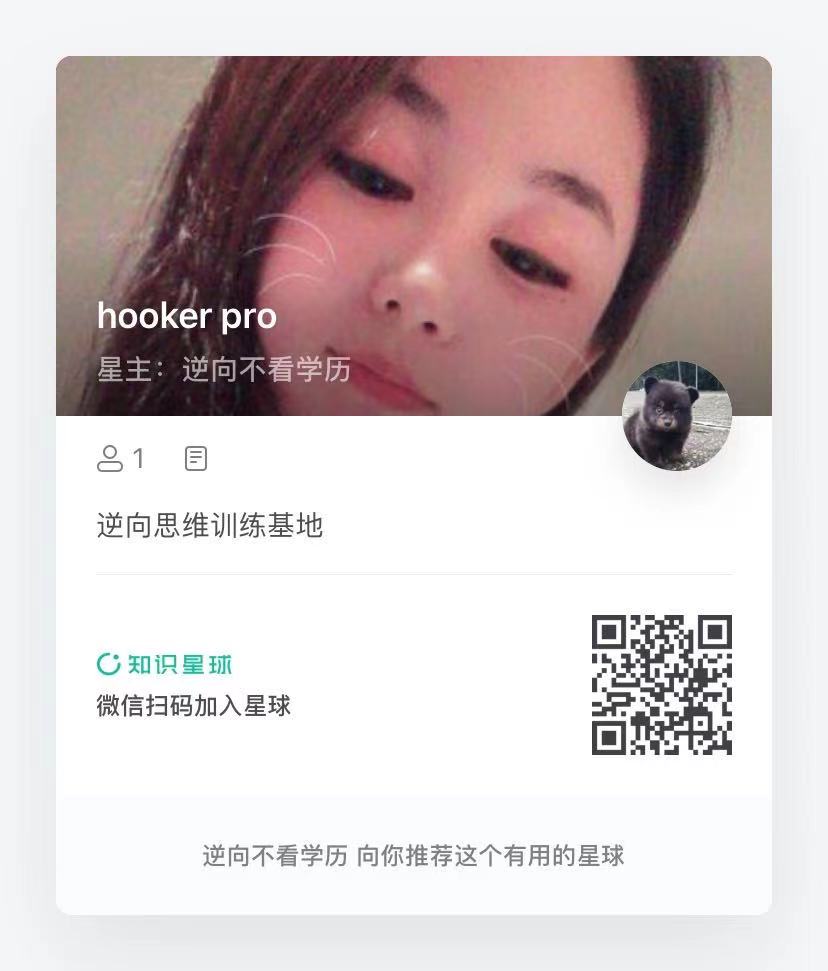 hooker pro
星主：逆向不看学历
1
逆向思维训练基地
知识星球
微信扫码加入星球
逆向不看学历 向你推荐这个有用的星球